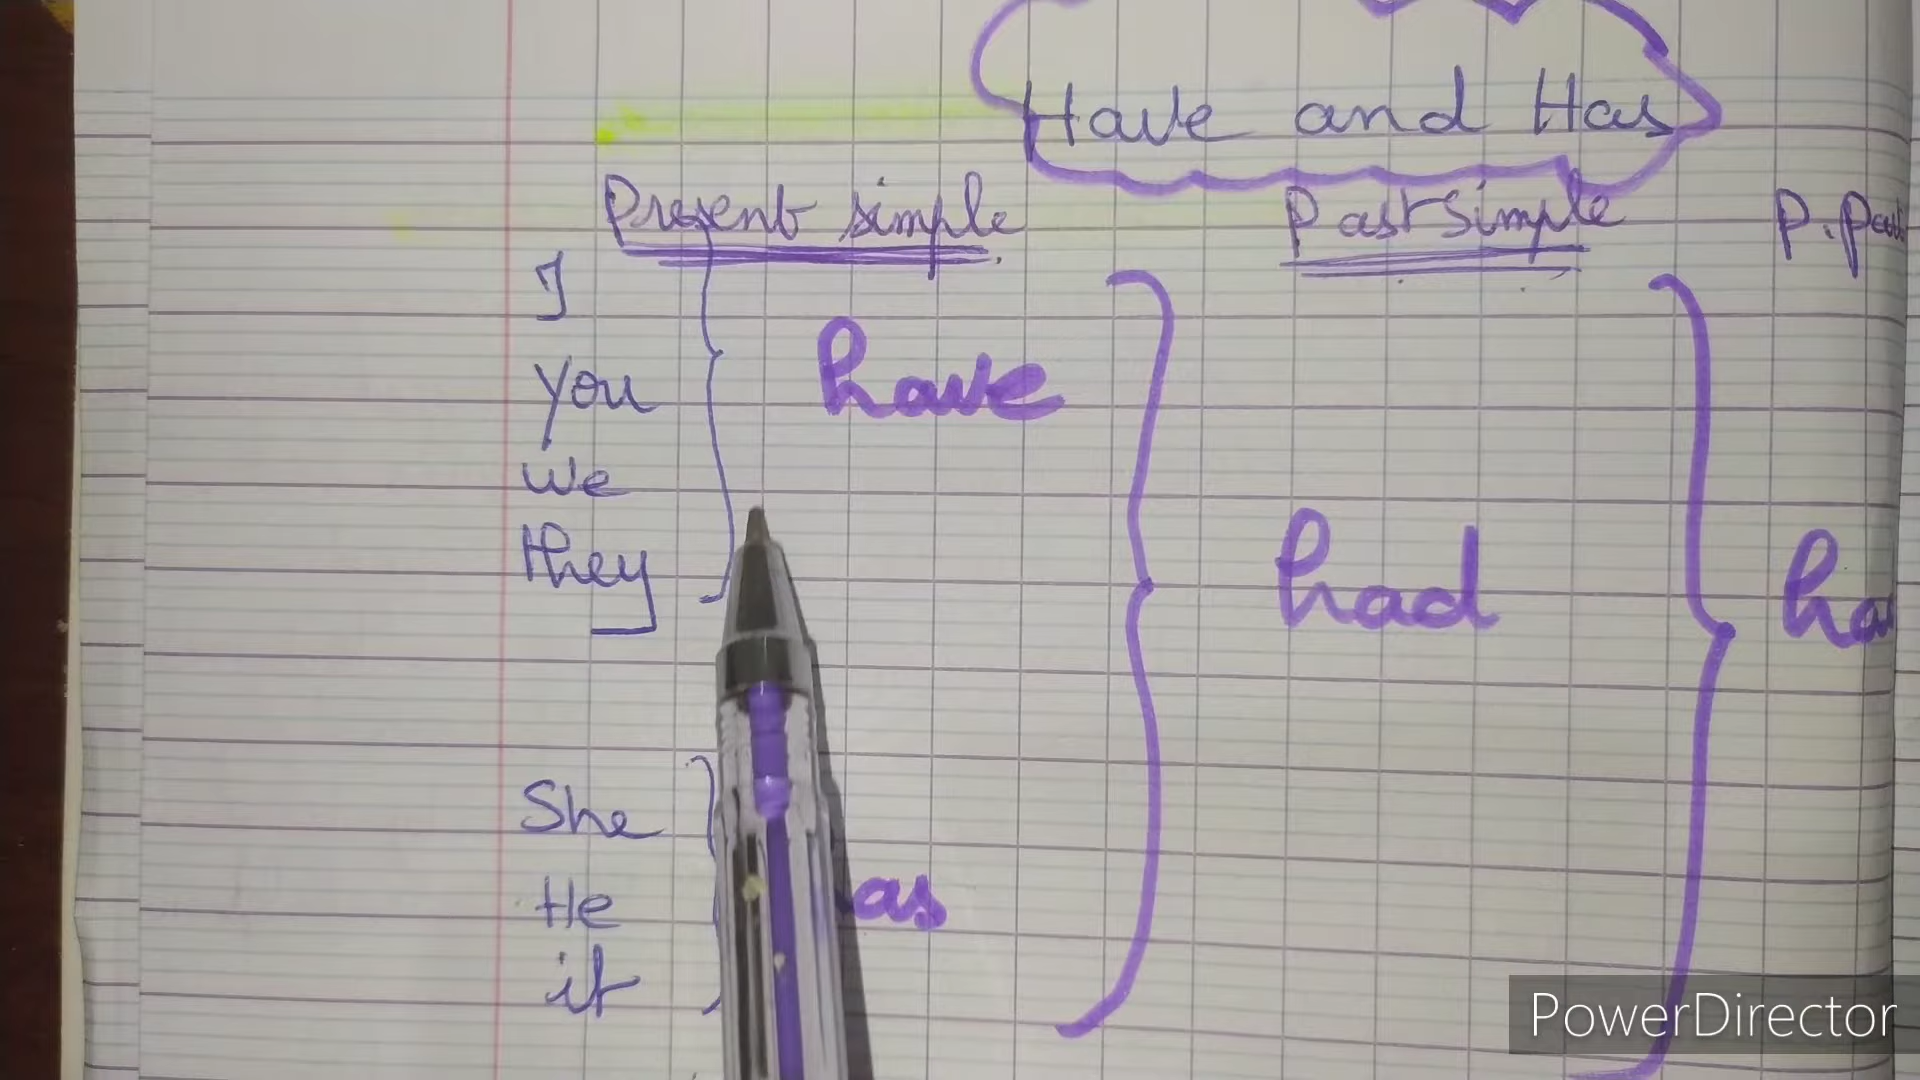 Have and Has
Present simple
Past simple
I
you
we
they
have
She
He
it
had
PowerDirector